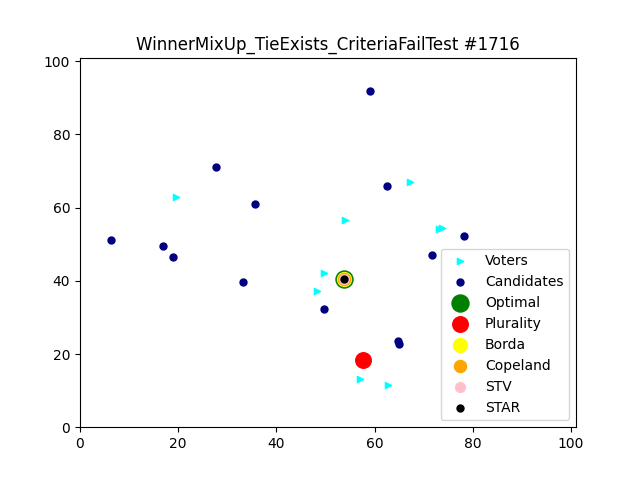 WinnerMixUp_TieExists_CriteriaFailTest #1716
100
80
60
40
20
0
0 20 40 60 80 100
Voters
Candidates
Optimal
Plurality
Borda
Copeland
STV
STAR